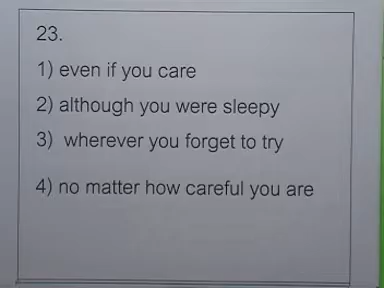 23.
1) even if you care
2) although you were sleepy
3) wherever you forget to try
4) no matter how careful you are